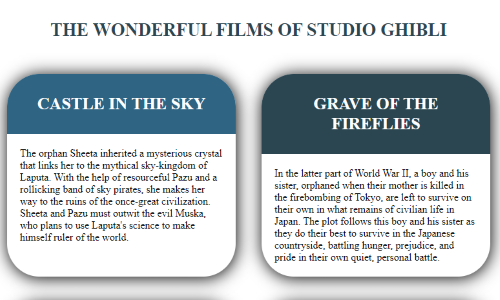 THE WONDERFUL FILMS OF STUDIO GHIBLI
CASTLE IN THE SKY
The orphan Sheeta inherited a mysterious crystal
that links her to the mythical sky-kingdom of
Laputa. With the help of resourceful Pazu and a
rollicking band of sky pirates, she makes her
way to the ruins of the once-great civilization.
Sheeta and Pazu must outwit the evil Muska,
who plans to use Laputa's science to make
himself ruler of the world.
GRAVE OF THE
FIREFLIES
In the latter part of World War II, a boy and his
sister, orphaned when their mother is killed in
the firebombing of Tokyo, are left to survive on
their own in what remains of civilian life in
Japan. The plot follows this boy and his sister as
they do their best to survive in the Japanese
countryside, battling hunger, prejudice, and
pride in their own quiet, personal battle.